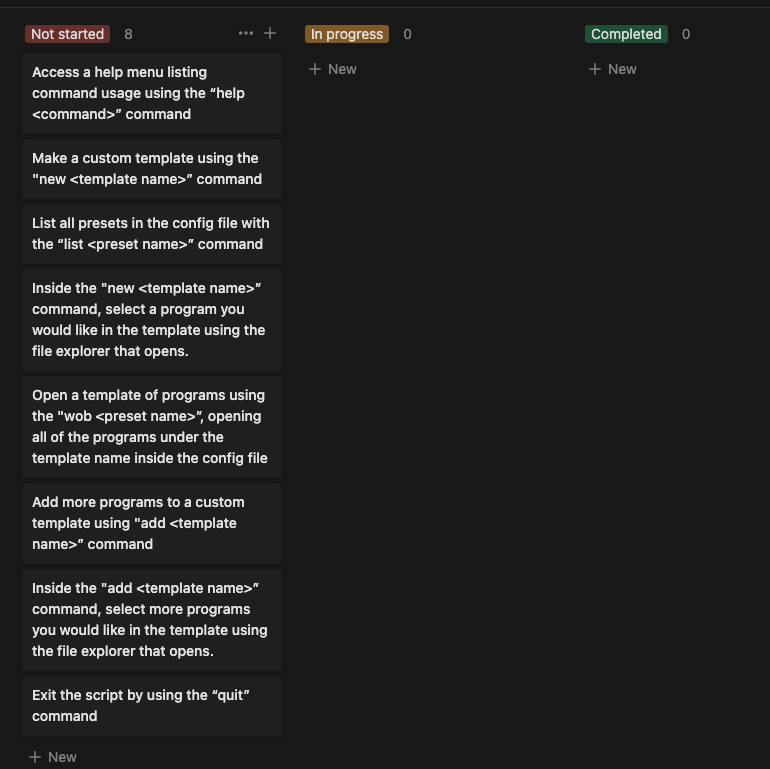 Not started 8 ••• +
In progress 0
Completed 0
Access a help menu listing
command usage using the “help
<command>” command
Make a custom template using the
"new <template name>” command
List all presets in the config file with
the “list <preset name>” command
Inside the "new <template name>”
command, select a program you
would like in the template using the
file explorer that opens.
Open a template of programs using
the "wob <preset name>”, opening
all of the programs under the
template name inside the config file
Add more programs to a custom
template using "add <template
name>” command
Inside the "add <template name>”
command, select more programs
you would like in the template using
the file explorer that opens.
Exit the script by using the “quit”
command
+ New
+ New
+ New